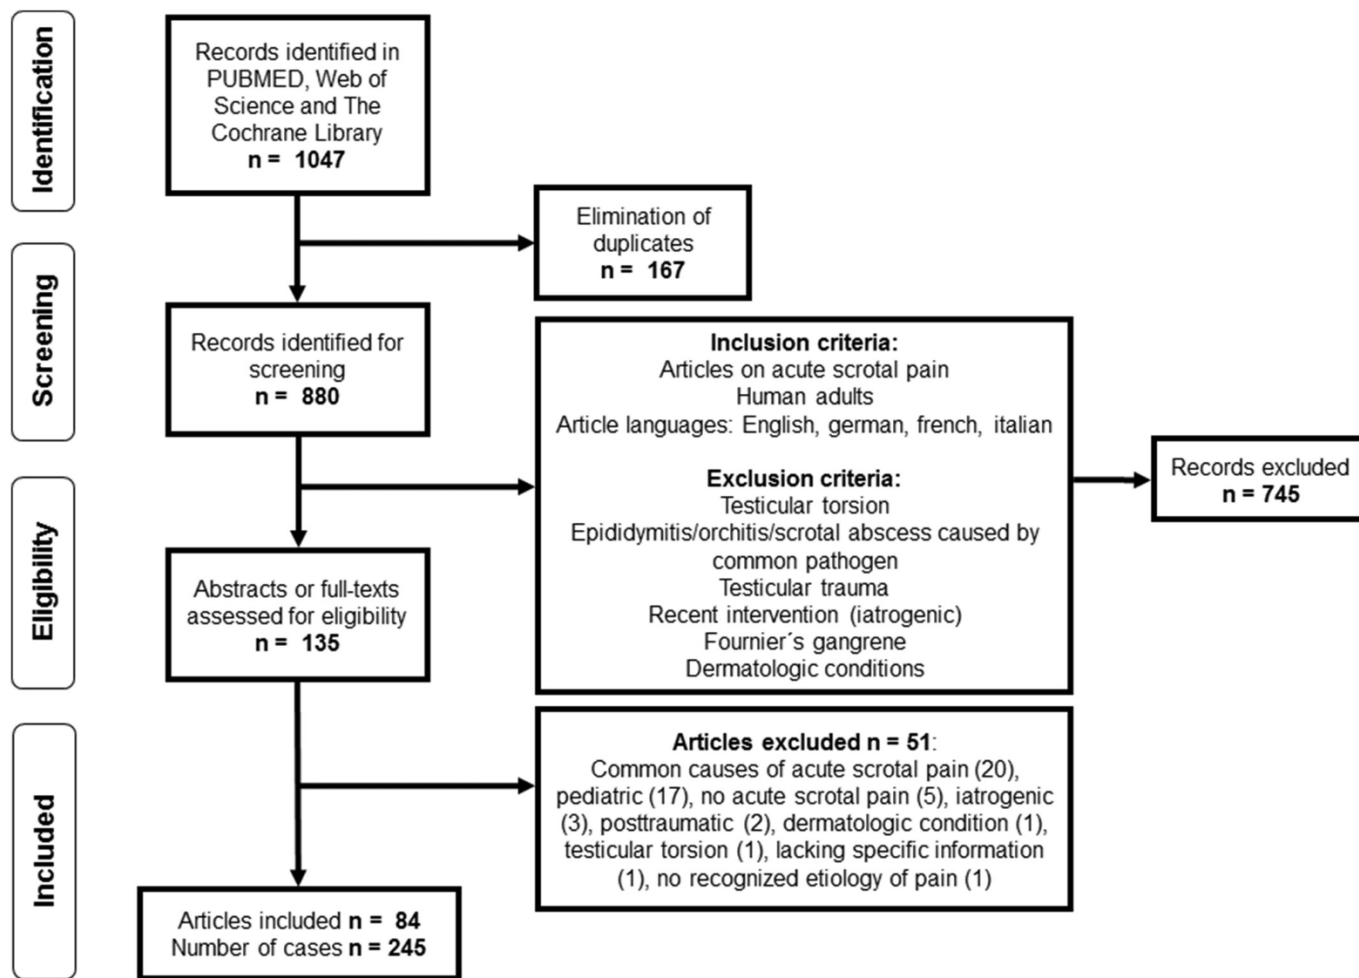 Identification
Records identified in
PUBMED, Web of
Science and The
Cochrane Library
n = 1047
Elimination of
duplicates
n = 167
Screening
Records identified for
screening
n = 880
Inclusion criteria:
Articles on acute scrotal pain
Human adults
Article languages: English, german, french, italian
Exclusion criteria:
Testicular torsion
Epididymitis/orchitis/scrotal abscess caused by
common pathogen
Testicular trauma
Recent intervention (iatrogenic)
Fournier´s gangrene
Dermatologic conditions
Records excluded
n = 745
Eligibility
Abstracts or full-texts
assessed for eligibility
n = 135
Articles excluded n = 51:
Common causes of acute scrotal pain (20),
pediatric (17), no acute scrotal pain (5), iatrogenic
(3), posttraumatic (2), dermatologic condition (1),
testicular torsion (1), lacking specific information
(1), no recognized etiology of pain (1)
Included
Articles included n = 84
Number of cases n = 245